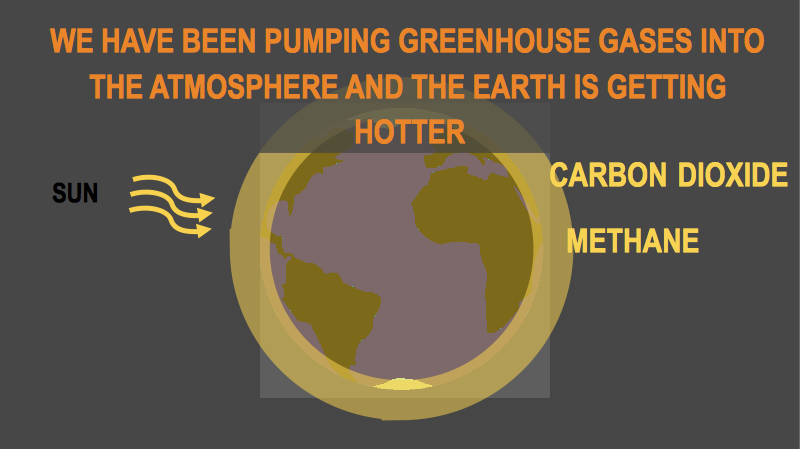 WE HAVE BEEN PUMPING GREENHOUSE GASES INTO
THE ATMOSPHERE AND THE EARTH IS GETTING
HOTTER
CARBON DIOXIDE
SUN
METHANE